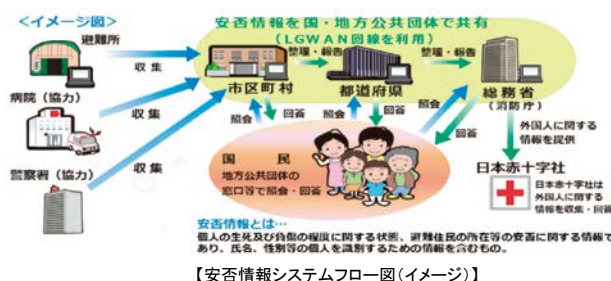 <イメージ図>
安否情報を国・地方公共団体で共有
(LGWAN回線を利用)
避難所
収集
整理・報告
整理・報告
市区町村
都道府県
総務省
(消防庁)
病院(協力)
収集
照会
回答
照会
回答
照会
回答
外国人に関する
情報を提供
警察署(協力)
収集
国民
地方公共団体の
窓口等で照会・回答
日本赤十字社
日本赤十字社は
外国人に関する
情報を収集・回答
安否情報とは…
個人の生死及び負傷の程度に関する状態、避難住民の所在等の安否に関する情報で
あり、氏名、性別等の個人を識別するための情報を含むもの。
【安否情報システムフロー図(イメージ)】